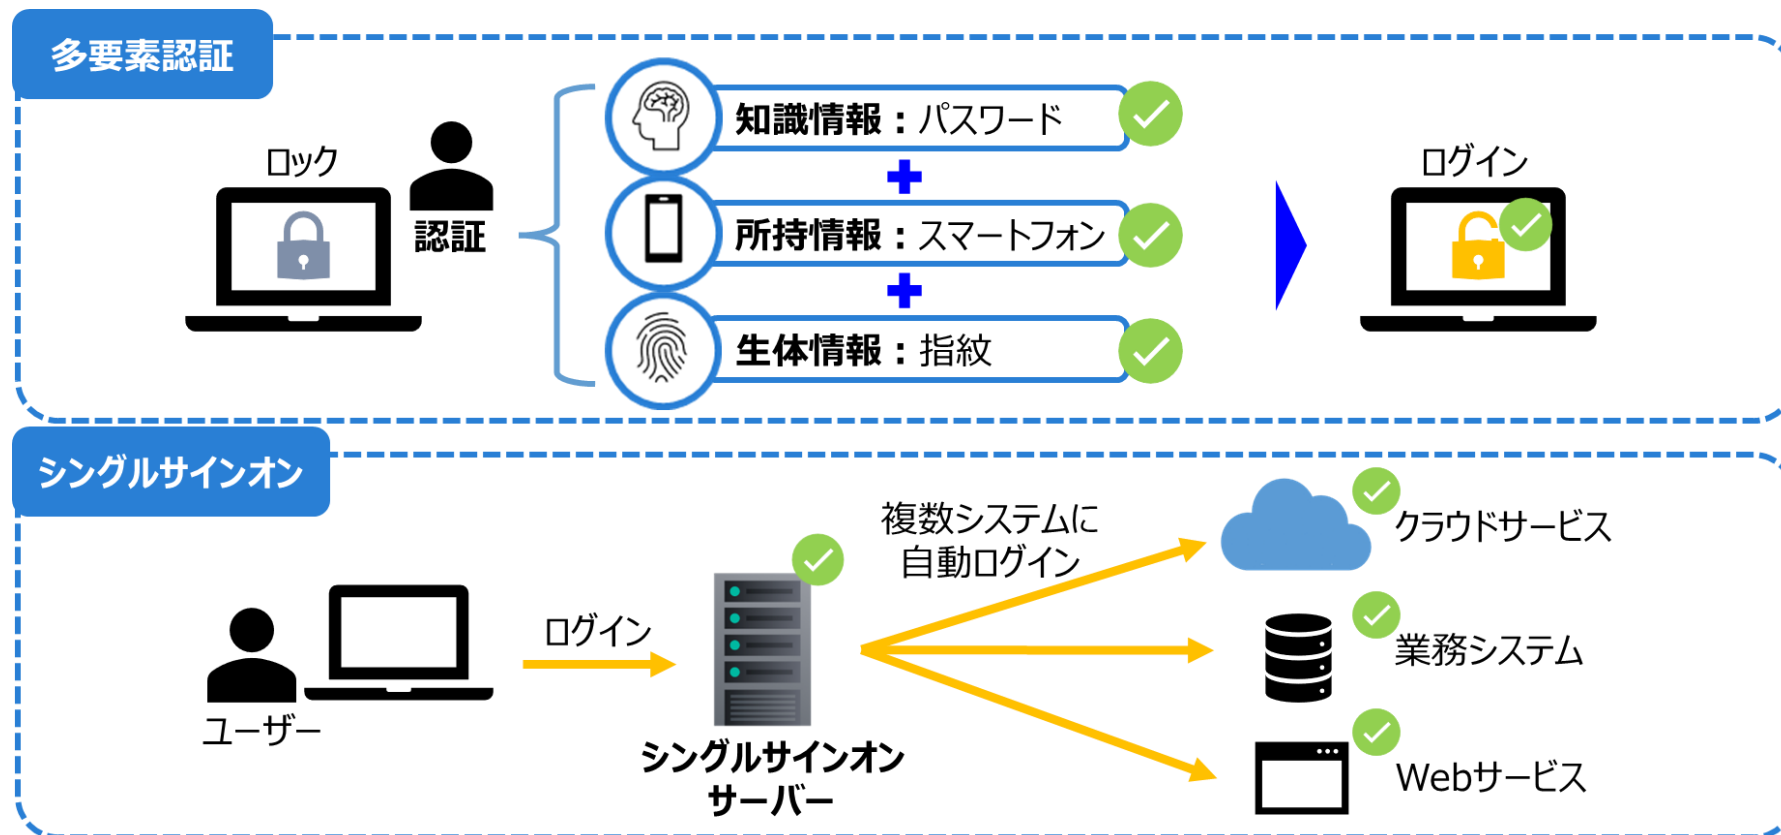 多要素認証
ロック
認証
知識情報：パスワード
所持情報：スマートフォン
生体情報：指紋
ログイン
シングルサインオン
ユーザー
ログイン
シングルサインオン
サーバー
複数システムに
自動ログイン
クラウドサービス
業務システム
Webサービス